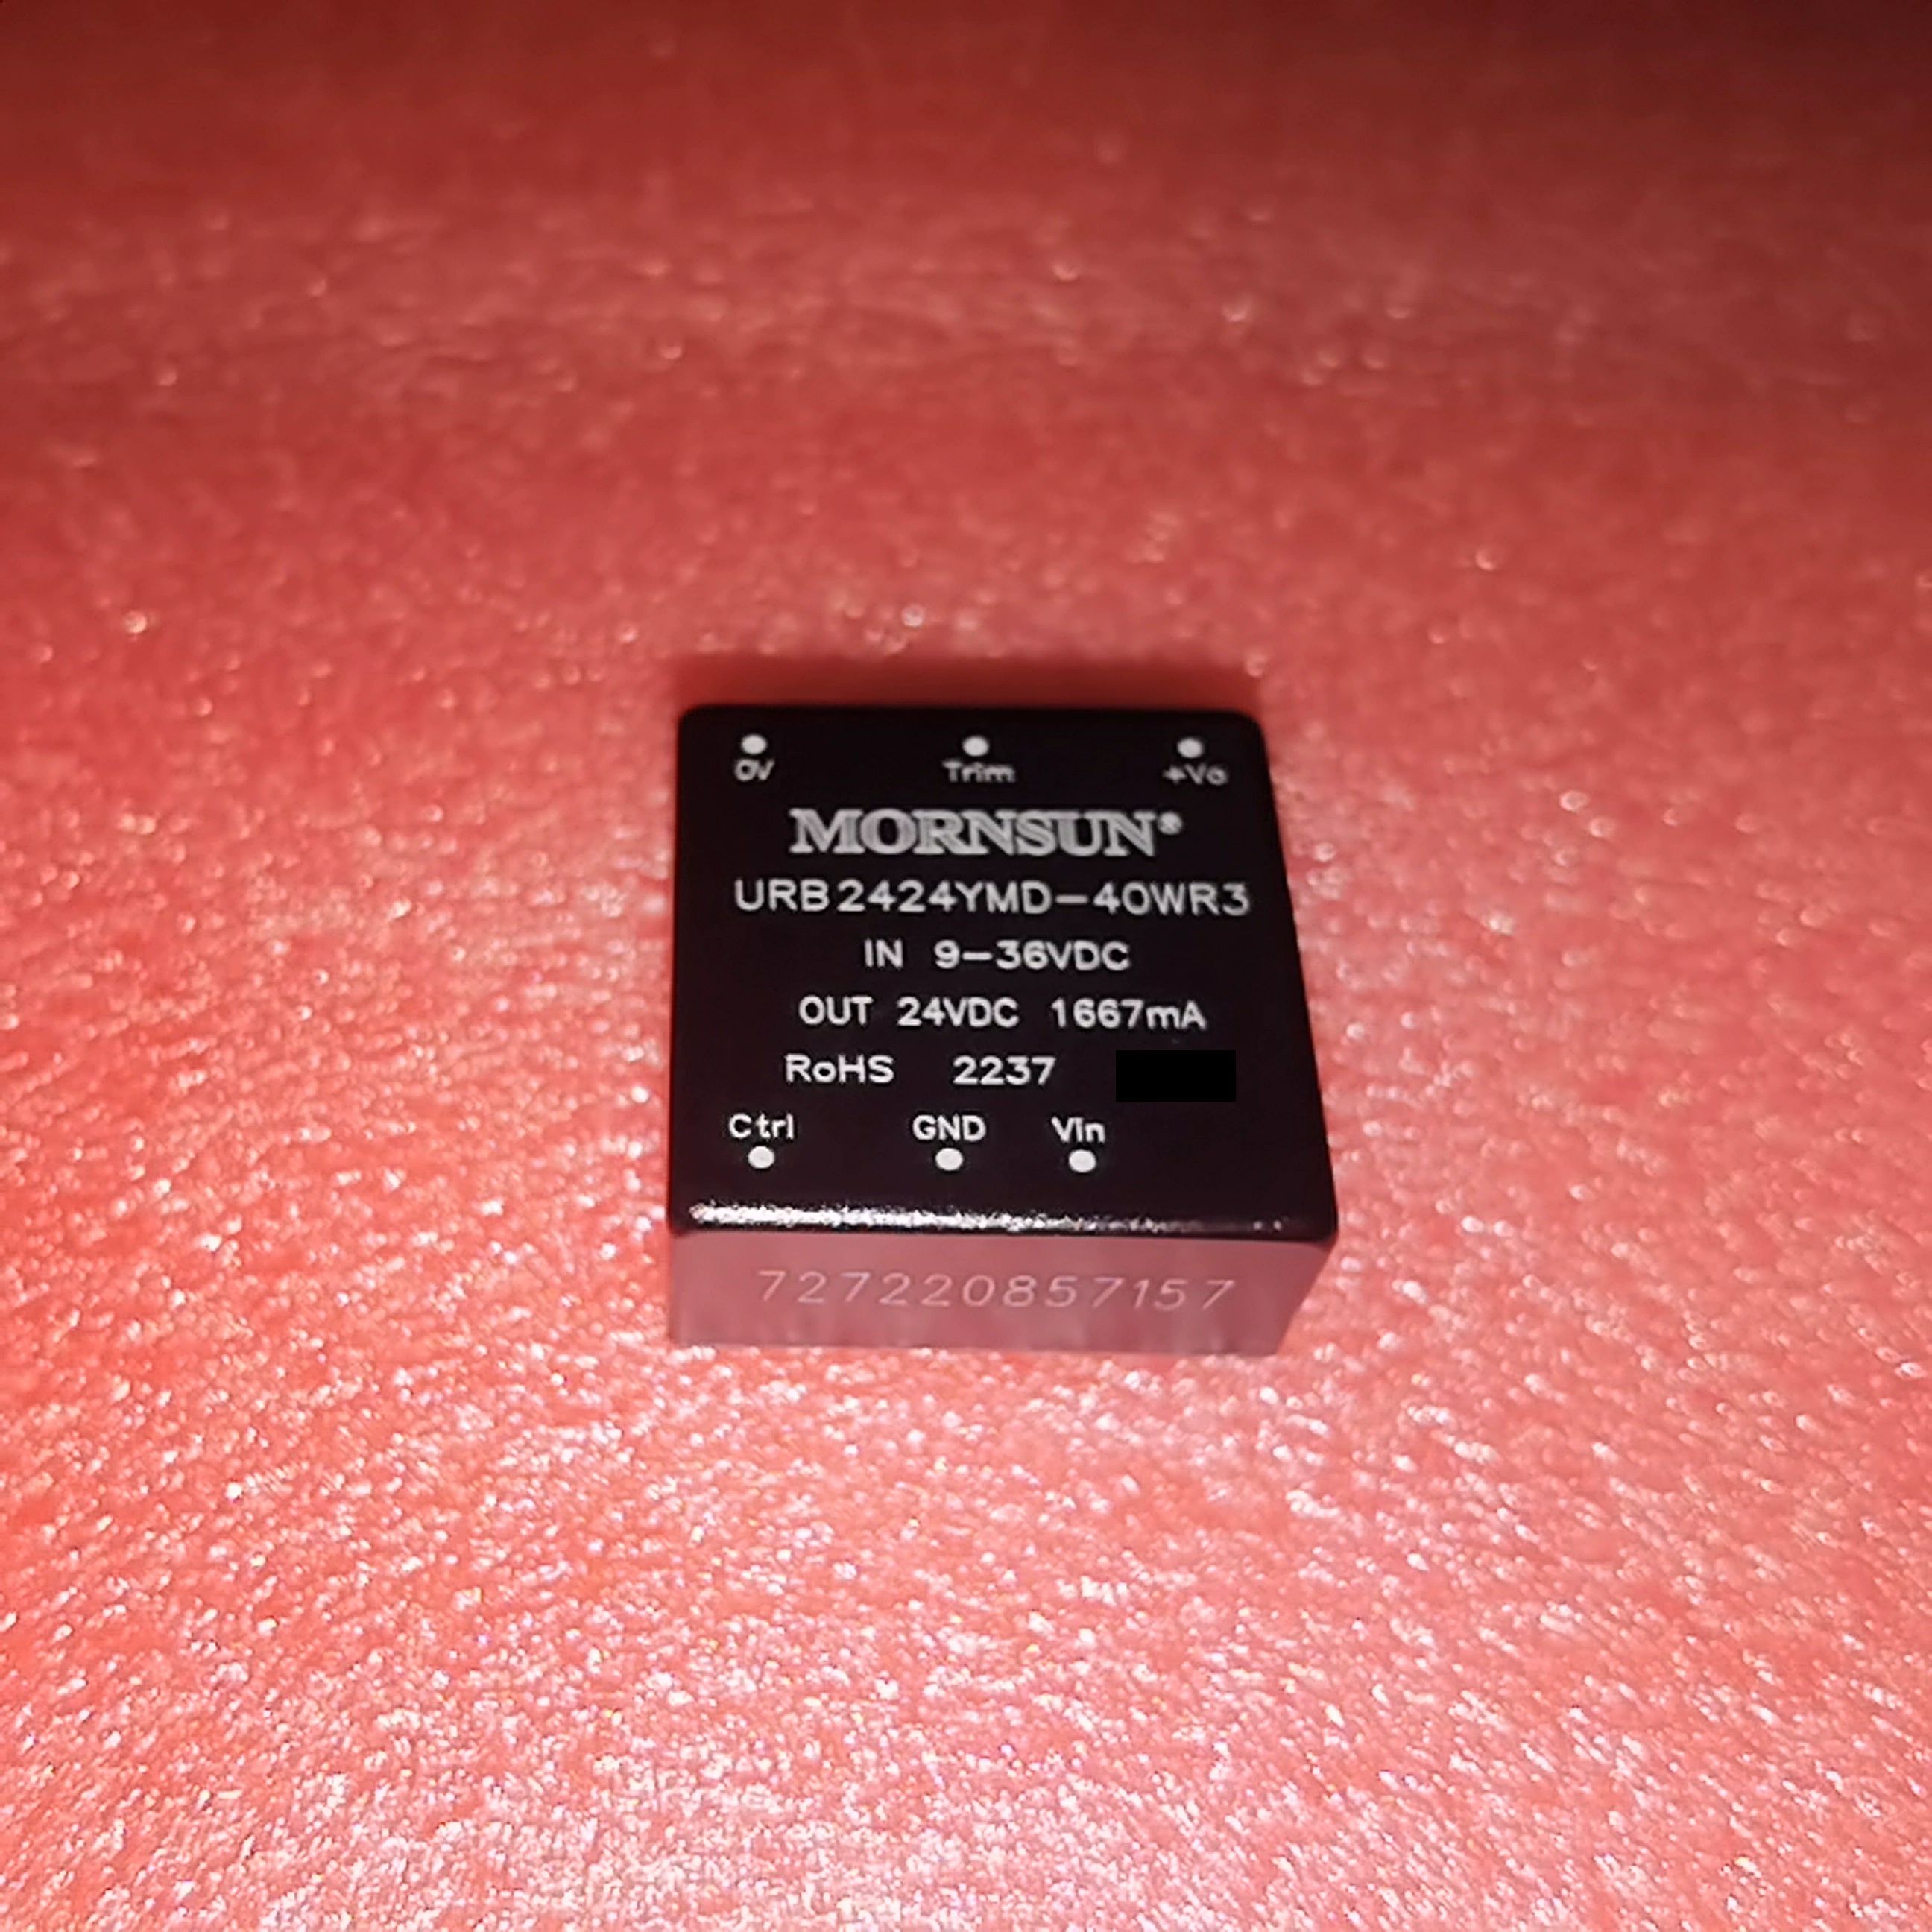 0V Trim +Vo
MORNSUN®
URB2424YMD-40WR3
IN 9-36VDC
OUT 24VDC 1667mA
RoHS 2237
Ctrl GND Vin
727220857157